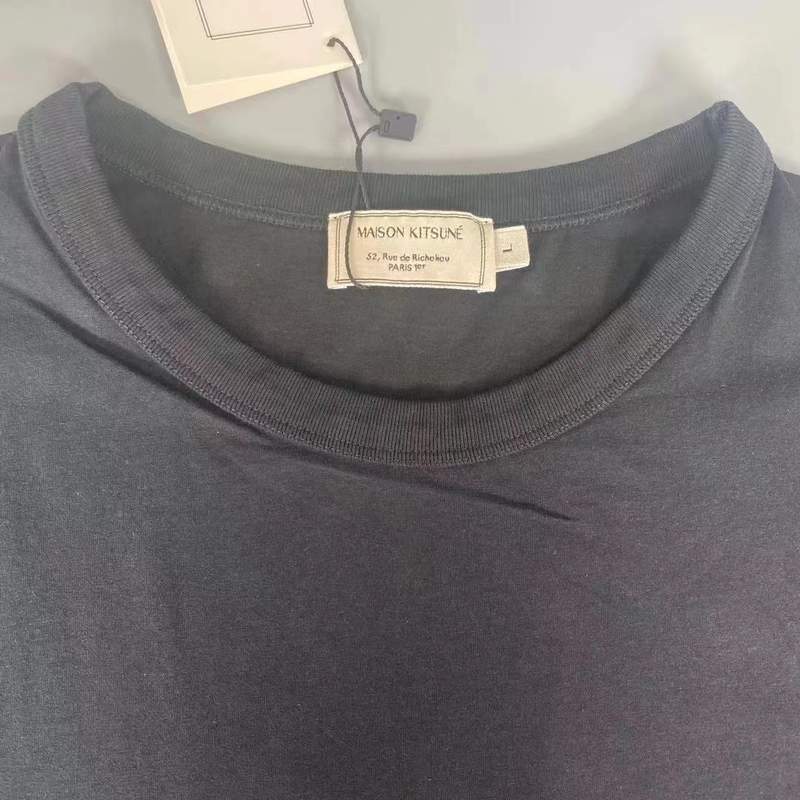 MAISON KITSUNÉ
L
52, Rue de Richelieu
PARIS 1er